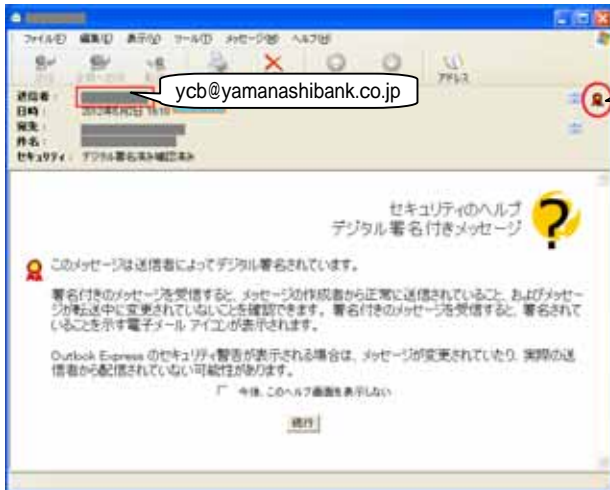 ファイル(F) 編集(E) 表示(V) ツール(T) メッセージ(M) ヘルプ(H)
アドレス
送信者:
ycb@yamanashibank.co.jp
日時:
宛先:
件名:
セキュリティ: デジタル署名済み確認済み
セキュリティのヘルプ
デジタル署名付きメッセージ
このメッセージは送信者によってデジタル署名されています。
署名付きのメッセージを受信すると、メッセージの作成者から正常に送信されていること、およびメッセー
ジが転送中に変更されていないことを確認できます。署名付きのメッセージを受信すると、署名されて
いることを示す電子メール アイコンが表示されます。
Outlook Express のセキュリティ警告が表示される場合は、メッセージが変更されていたり、実際の送
信者から配信されていない可能性があります。
今後、このヘルプ画面を表示しない
続行